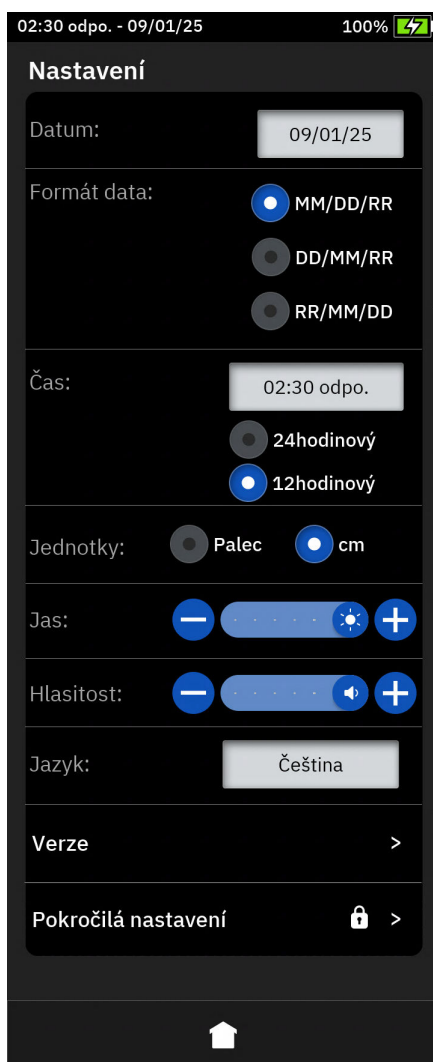 02:30 odpo. - 09/01/25 100%
Nastavení
Datum: 09/01/25
Formát data: MM/DD/RR
DD/MM/RR
RR/MM/DD
Čas: 02:30 odpo.
24hodinový
12hodinový
Jednotky: Palec cm
Jas:
Hlasitost:
Jazyk: Čeština
Verze >
Pokročilá nastavení >